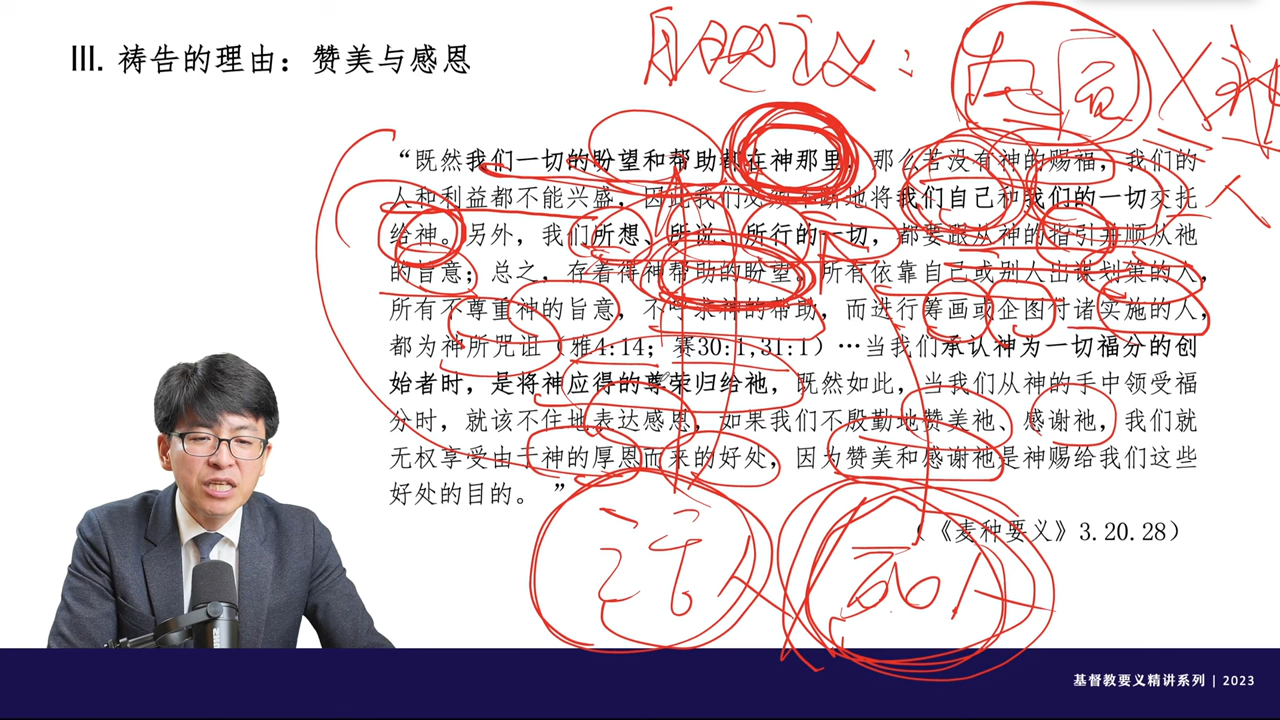 III. 祷告的理由：赞美与感恩
“既然我们一切的盼望和帮助都在神那里，那么若没有神的赐福，我们的
人和利益都不能兴盛，因此我们必须不断地将我们自己和我们的一切交托
给神。另外，我们所想、所说、所行的一切，都要跟从神的指引并顺从祂
的旨意；总之，存着得神帮助的盼望。所有依靠自己或别人出谋划策的人，
所有不尊重神的旨意，不呼求神的帮助，而进行筹画或企图付诸实施的人，
都为神所咒诅（雅4:14；赛30:1,31:1）…当我们承认神为一切福分的创
始者时，是将神应得的尊荣归给祂，既然如此，当我们从神的手中领受福
分时，就该不住地表达感恩，如果我们不殷勤地赞美祂、感谢祂，我们就
无权享受由于神的厚恩而来的好处，因为赞美和感谢祂是神赐给我们这些
好处的目的。”
（《麦种要义》3.20.28）
基督教要义精讲系列 | 2023